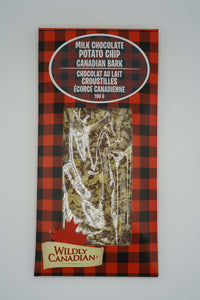 MILK CHOCOLATE
POTATO CHIP
CANADIAN BARK
CHOCOLAT AU LAIT
CROUSTILLES
ÉCORCE CANADIENNE
100 G
WILDLY
CANADIAN®